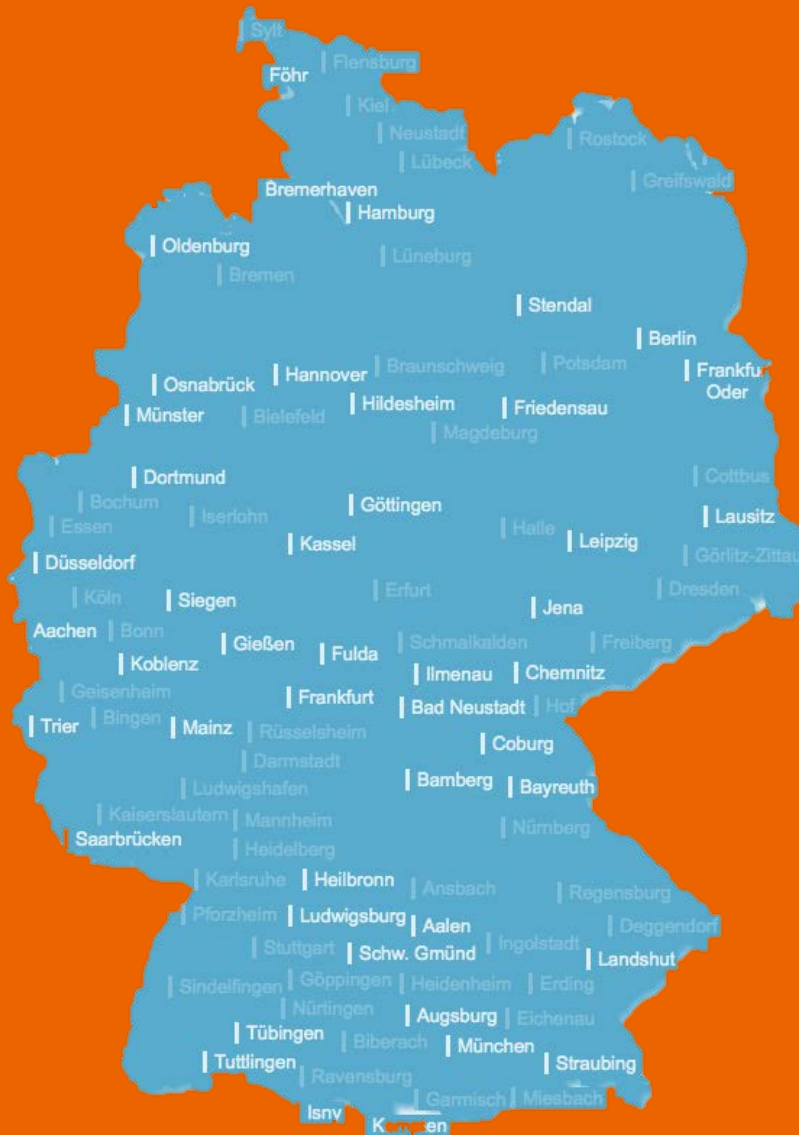 Sylt
Flensburg
Föhr
Kiel
Neustadt
Rostock
Lübeck
Greifswald
Bremerhaven
Hamburg
Oldenburg
Lüneburg
Bremen
Stendal
Berlin
Braunschweig
Potsdam
Hannover
Frankfu
Oder
Osnabrück
Hildesheim
Friedensau
Münster
Bielefeld
Magdeburg
Dortmund
Cottbus
Bochum
Göttingen
Iserlohn
Lausitz
Essen
Halle
Kassel
Leipzig
Görlitz-Zittau
Düsseldorf
Erfurt
Dresden
Köln
Siegen
Jena
Aachen
Bonn
Gießen
Schmalkalden
Freiberg
Fulda
Koblenz
Ilmenau
Chemnitz
Geisenheim
Frankfurt
Bad Neustadt
Hof
Bingen
Trier
Mainz
Rüsselsheim
Coburg
Darmstadt
Bamberg
Bayreuth
Ludwigshafen
Kaiserslautern
Mannheim
Nürnberg
Saarbrücken
Heidelberg
Karlsruhe
Heilbronn
Ansbach
Regensburg
Pforzheim
Ludwigsburg
Aalen
Deggendorf
Stuttgart
Ingolstadt
Schw. Gmünd
Landshut
Sindelfingen
Göppingen
Heidenheim
Erding
Nürtingen
Augsburg
Eichenau
Tübingen
Biberach
München
Tuttlingen
Straubing
Ravensburg
Garmisch
Miesbach
Isny